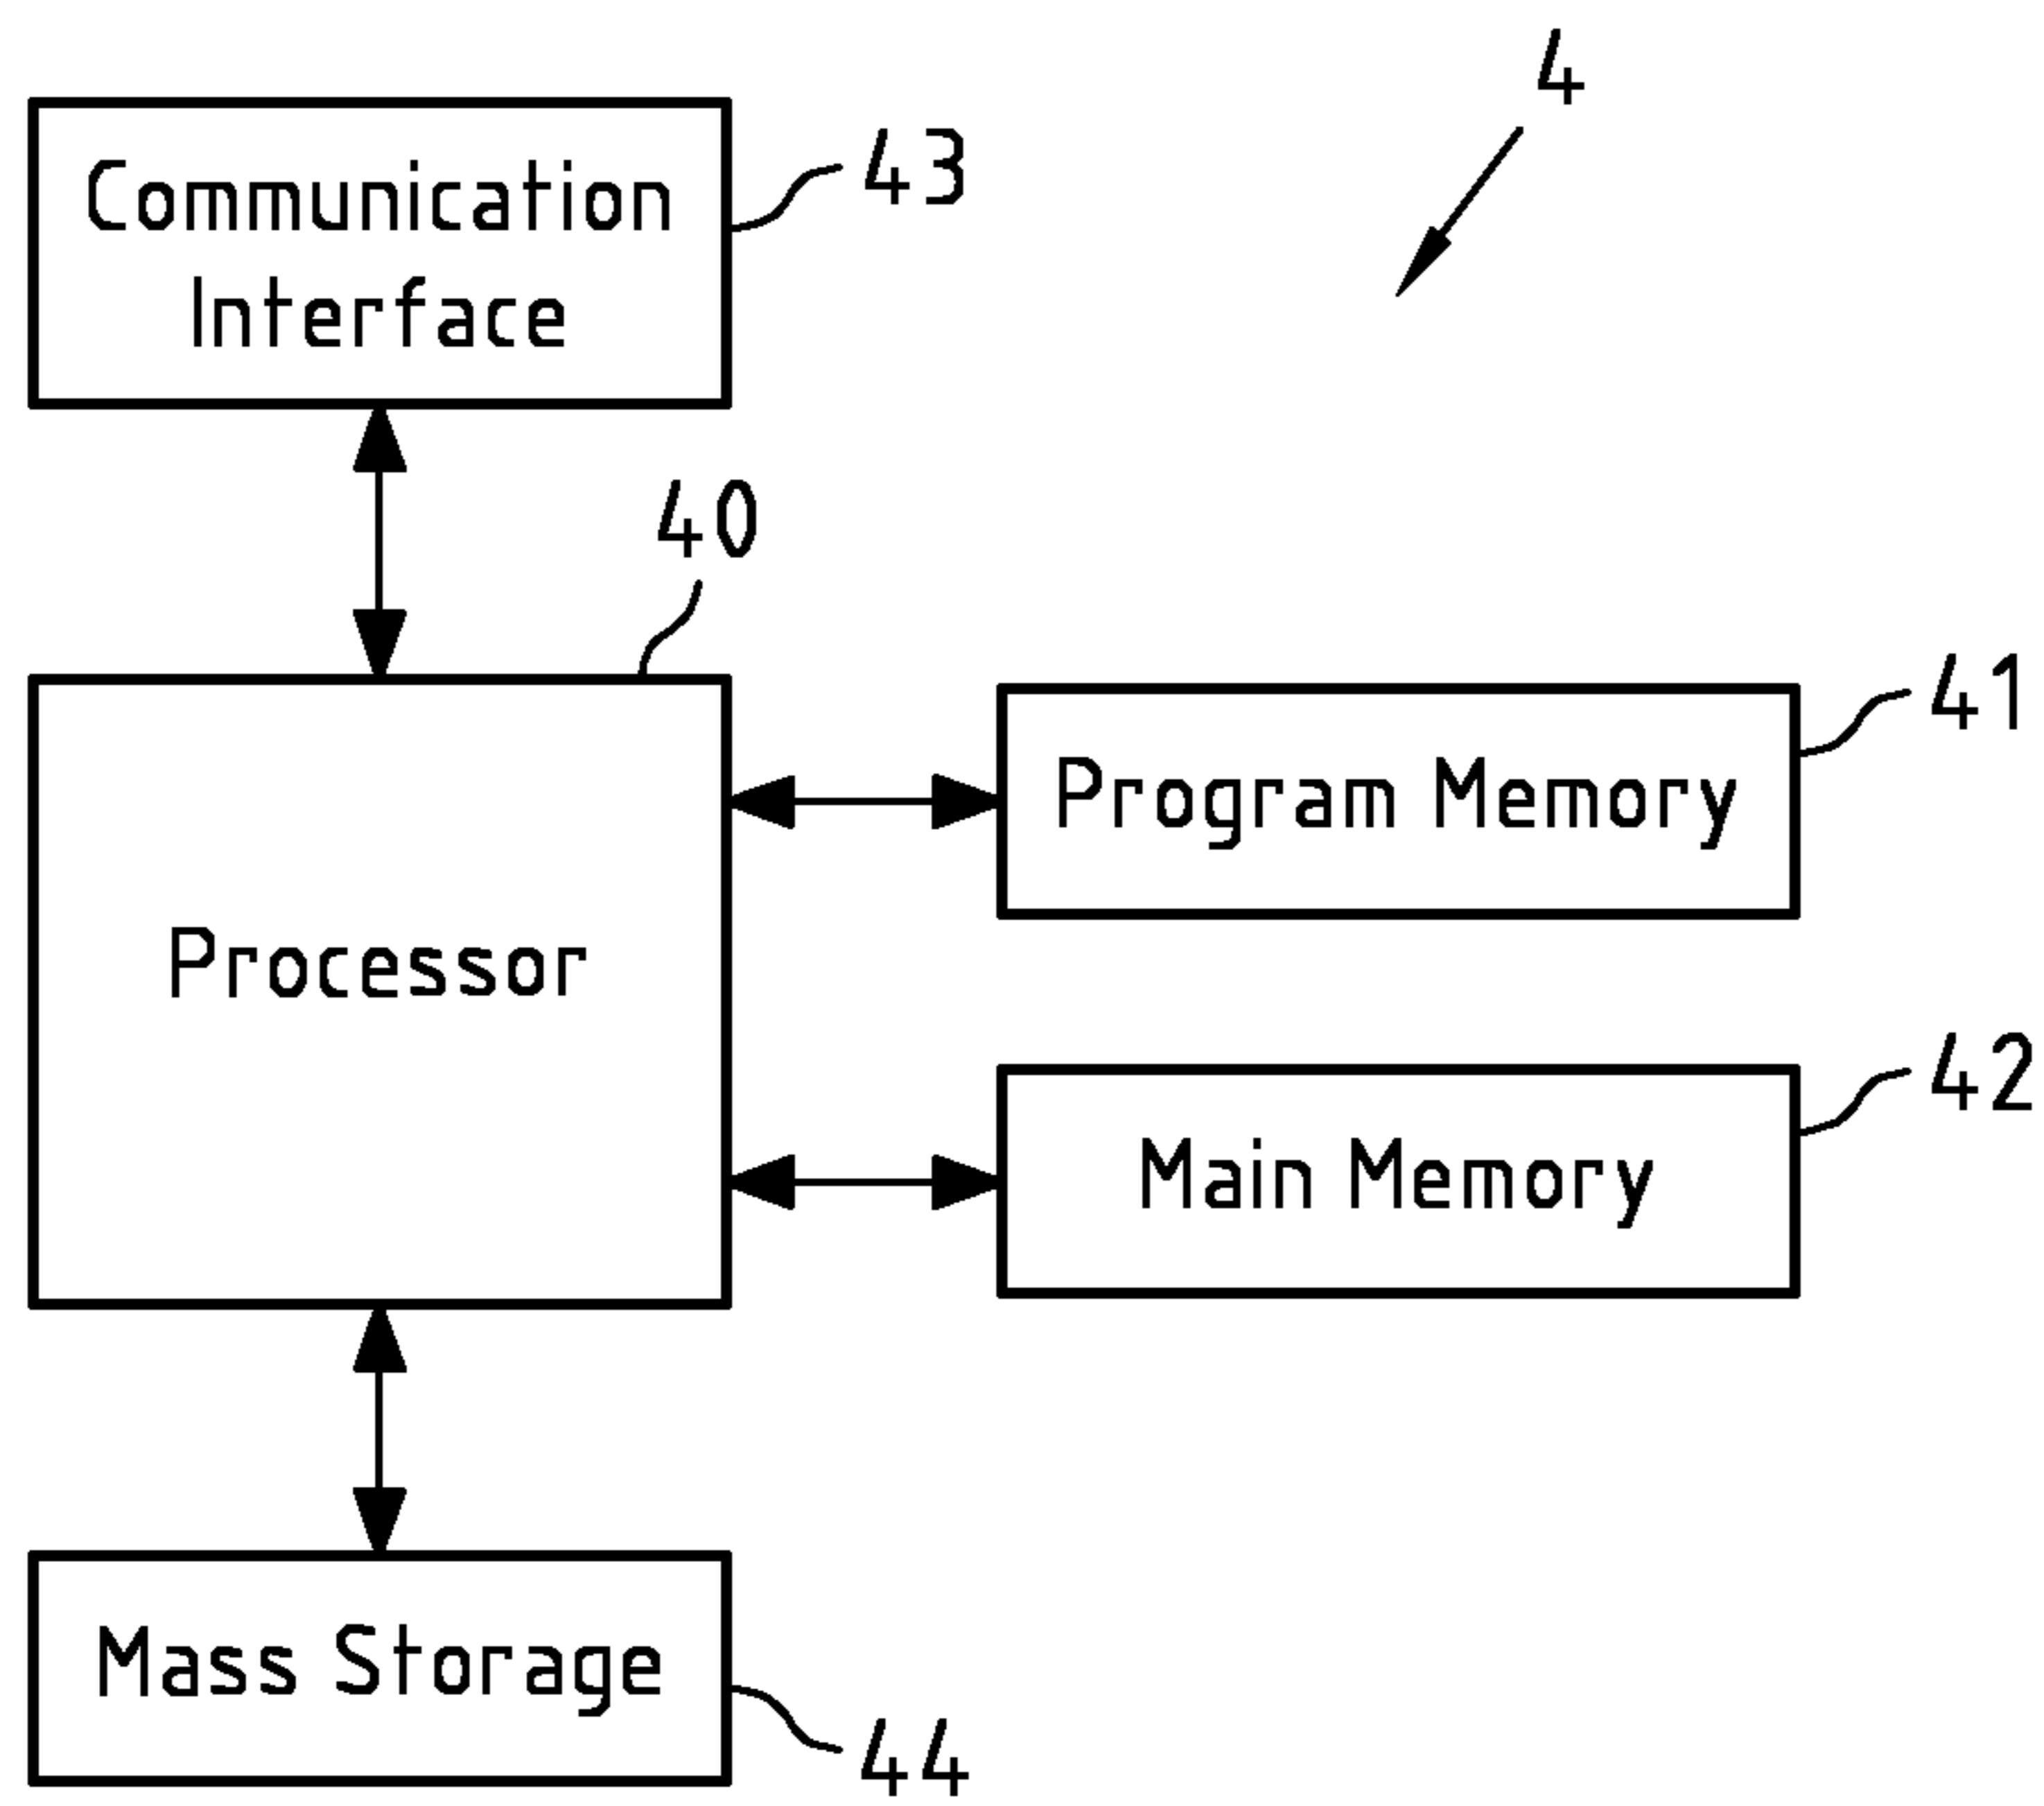 4
Communication
Interface
43
40
Processor
Program Memory
41
Main Memory
42
Mass Storage
44